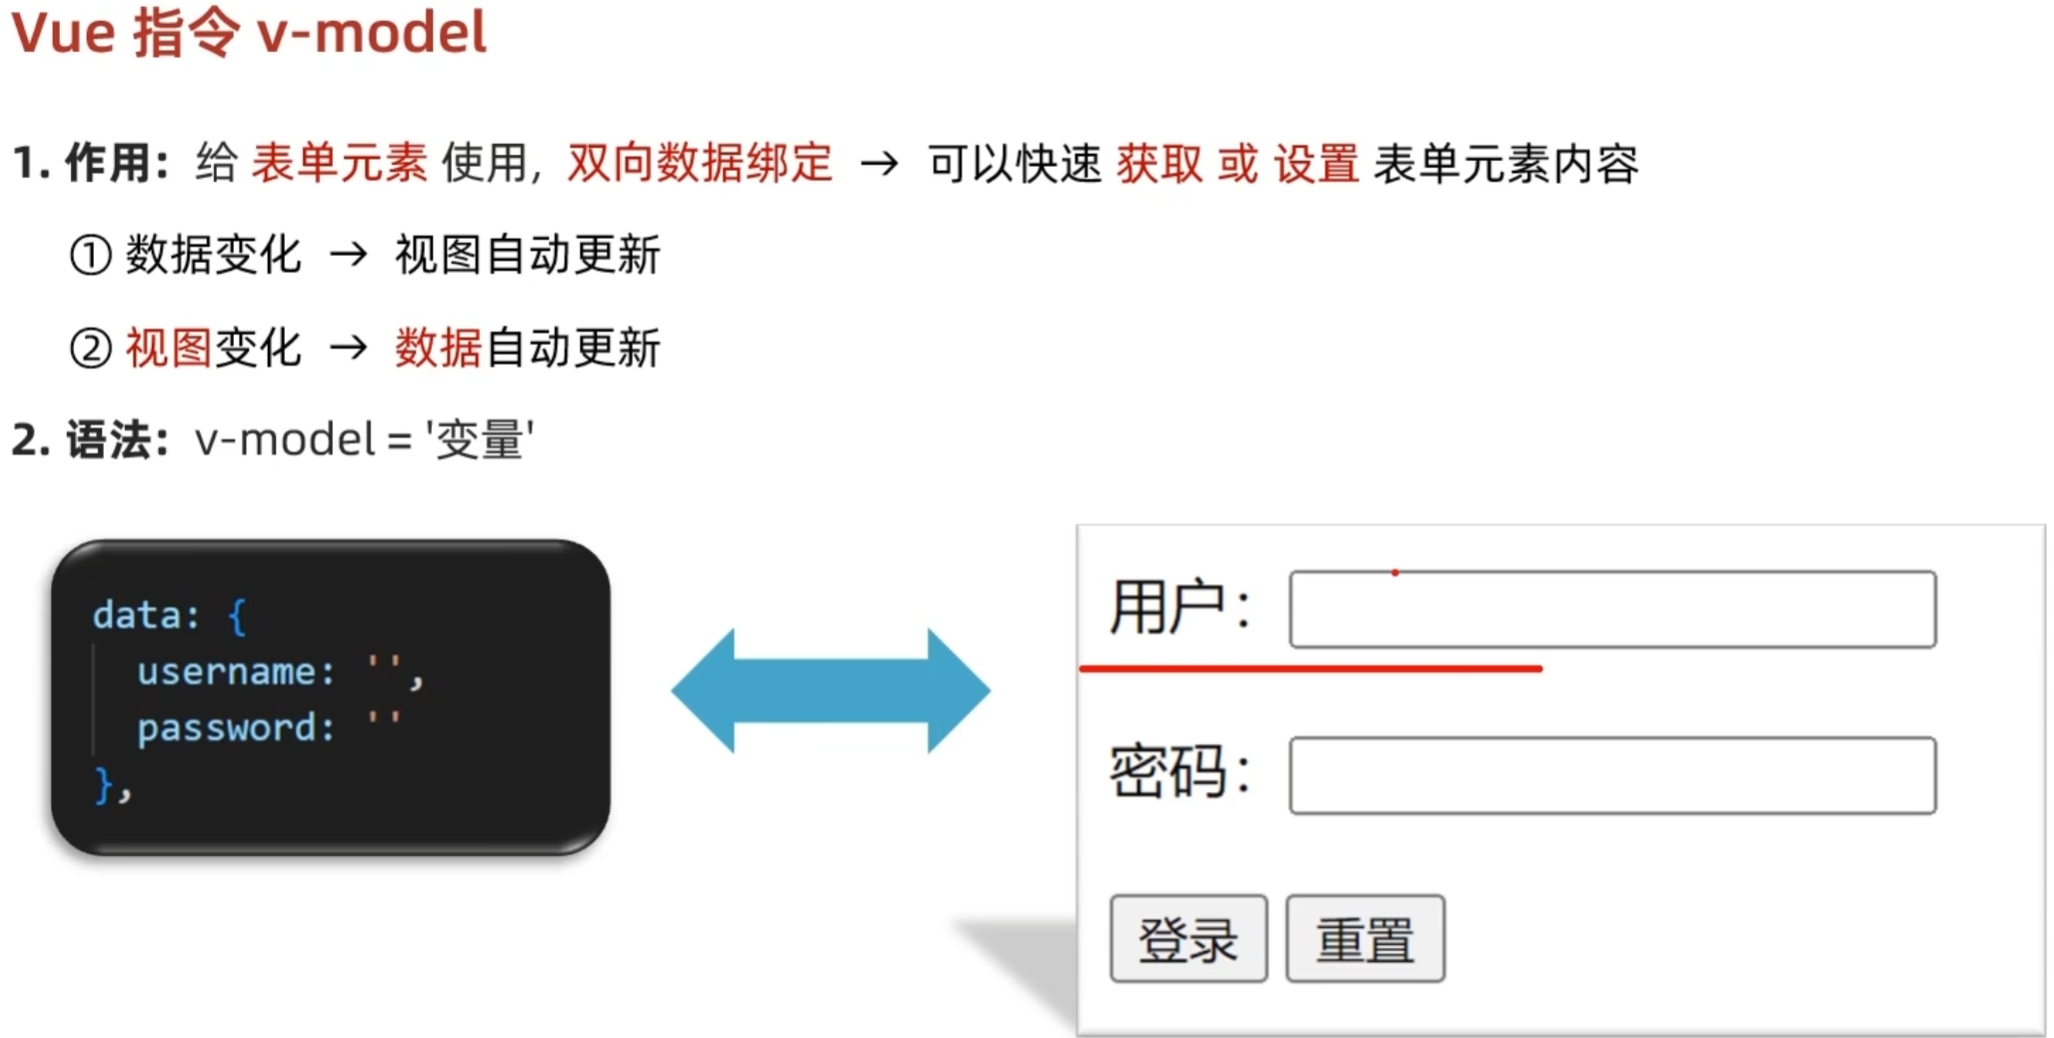 Vue 指令 v-model
1. 作用：给 表单元素 使用, 双向数据绑定 → 可以快速 获取 或 设置 表单元素内容
① 数据变化 → 视图自动更新
② 视图变化 → 数据自动更新
2. 语法：v-model = '变量'
data: {
username: '',
password: ''
},
用户：
密码：
登录 重置